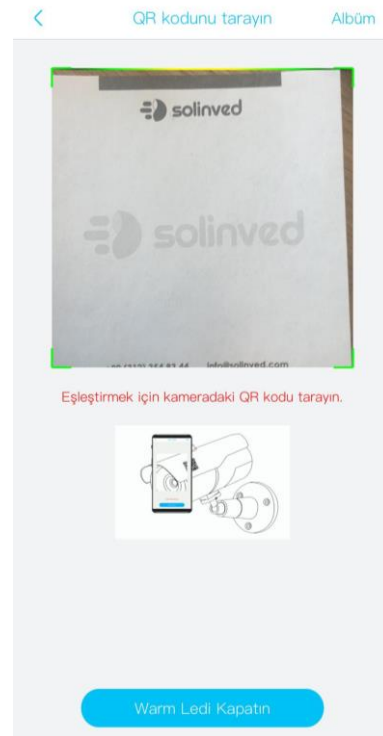 QR kodunu tarayın
Albüm
solinved
solinved
info@solinved.com
Eşleştirmek için kameradaki QR kodu tarayın.
Warm Ledi Kapatın